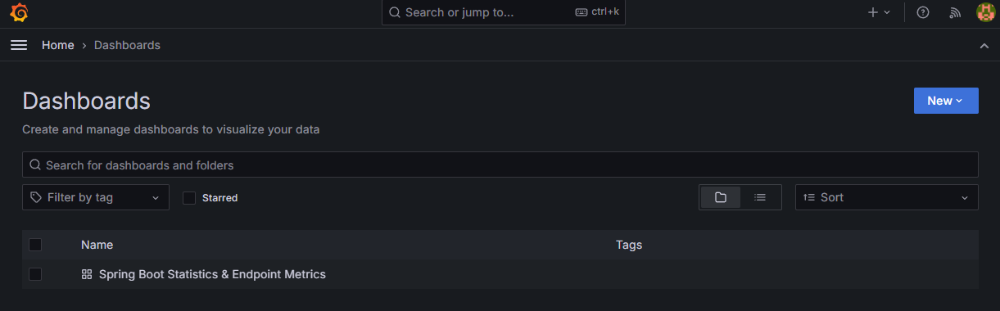 Search or jump to...
ctrl+k
Home
Dashboards
Dashboards
New
Create and manage dashboards to visualize your data
Search for dashboards and folders
Filter by tag
Starred
Sort
Name
Tags
Spring Boot Statistics & Endpoint Metrics